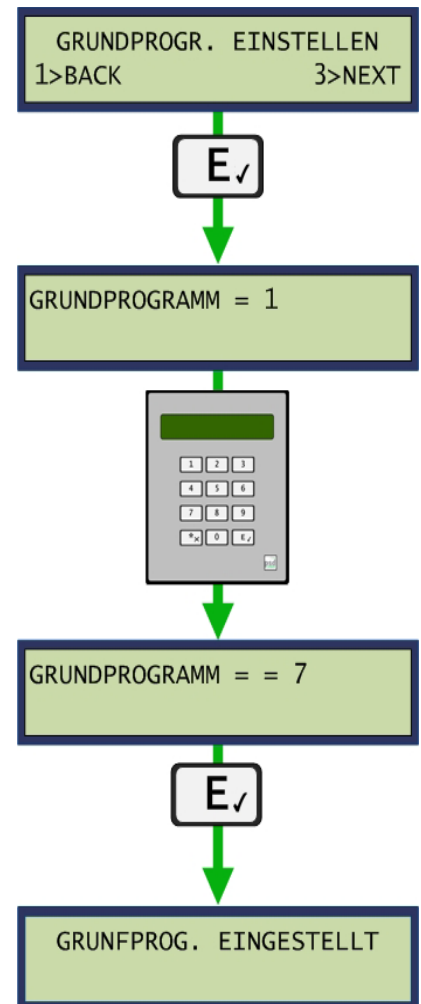 GRUNDPROGR. EINSTELLEN
1>BACK 3>NEXT
E✓
GRUNDPROGRAMM = 1
1 2 3
4 5 6
7 8 9
*x 0 E✓
GRUNDPROGRAMM = = 7
E✓
GRUNFPROG. EINGESTELLT